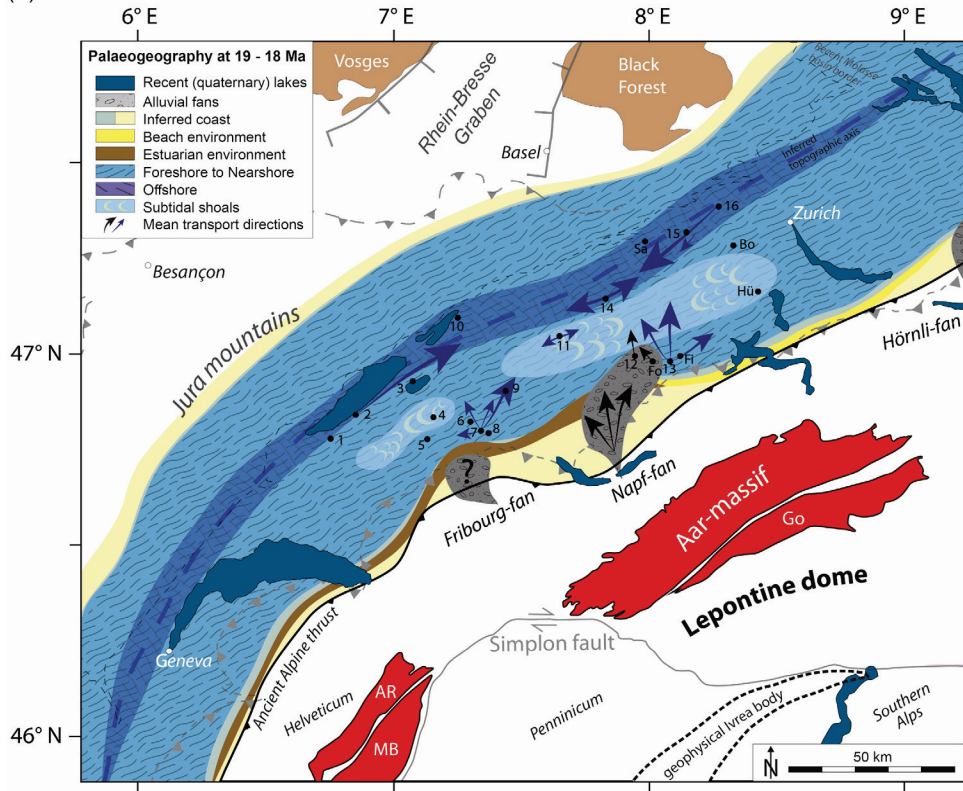 6° E
7° E
8° E
9° E
Palaeogeography at 19 - 18 Ma
Recent (quaternary) lakes
Alluvial fans
Inferred coast
Beach environment
Estuarian environment
Foreshore to Nearshore
Offshore
Subtidal shoals
Mean transport directions
Vosges
Rhein-Bresse
Graben
Black
Forest
Basel
Recent Molasse
basin border
Inferred
topographic axis
Besançon
Zurich
16
15
Sa
Bo
Hü
14
10
11
47° N
Jura mountains
Hörnli-fan
12
Fo
13
Fi
3
9
2
4
6
7
8
1
5
?
Fribourg-fan
Napf-fan
Aar-massif
Go
Lepontine dome
Geneva
Ancient Alpine thrust
Simplon fault
Helveticum
AR
MB
Penninicum
geophysical Ivrea body
Southern
Alps
46° N
N
50 km